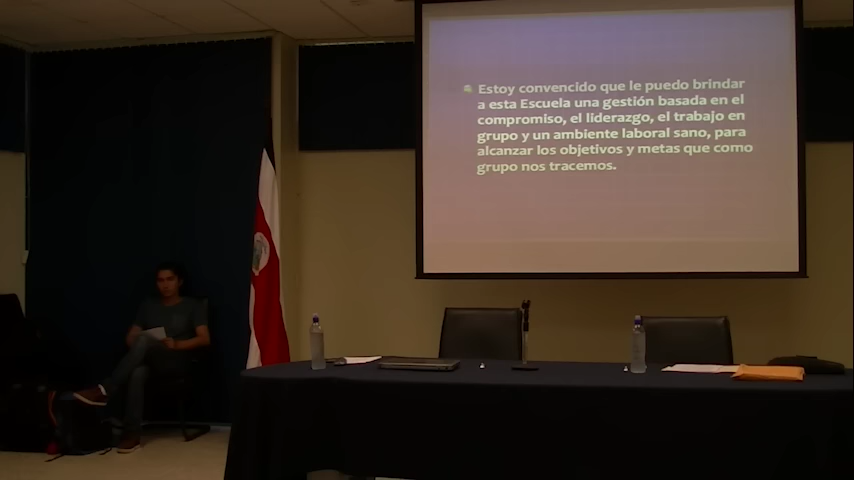 Estoy convencido que le puedo brindar
a esta Escuela una gestión basada en el
compromiso, el liderazgo, el trabajo en
grupo y un ambiente laboral sano, para
alcanzar los objetivos y metas que como
grupo nos tracemos.